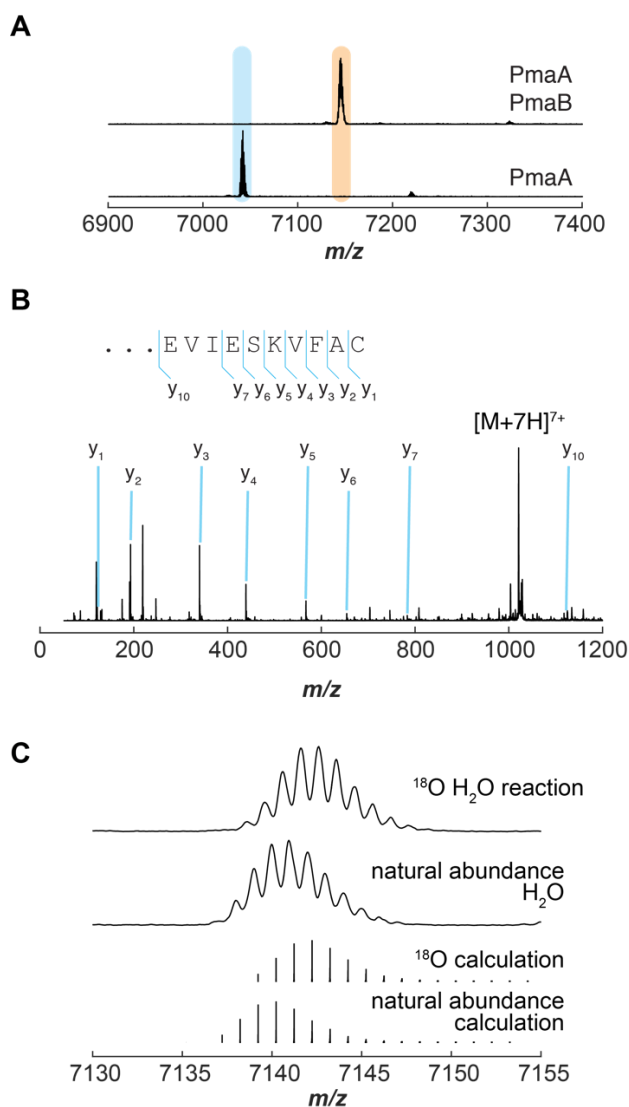 A
PmaA
PmaB
PmaA
6900 7000 7100 7200 7300 7400
m/z
B
. . . E V I E S K V F A C
y10 y7 y6 y5 y4 y3 y2 y1
[M+7H]7+
y1 y2 y3 y4 y5 y6 y7 y10
0 200 400 600 800 1000 1200
m/z
C
18O H2O reaction
natural abundance
H2O
18O calculation
natural abundance
calculation
7130 7135 7140 7145 7150 7155
m/z